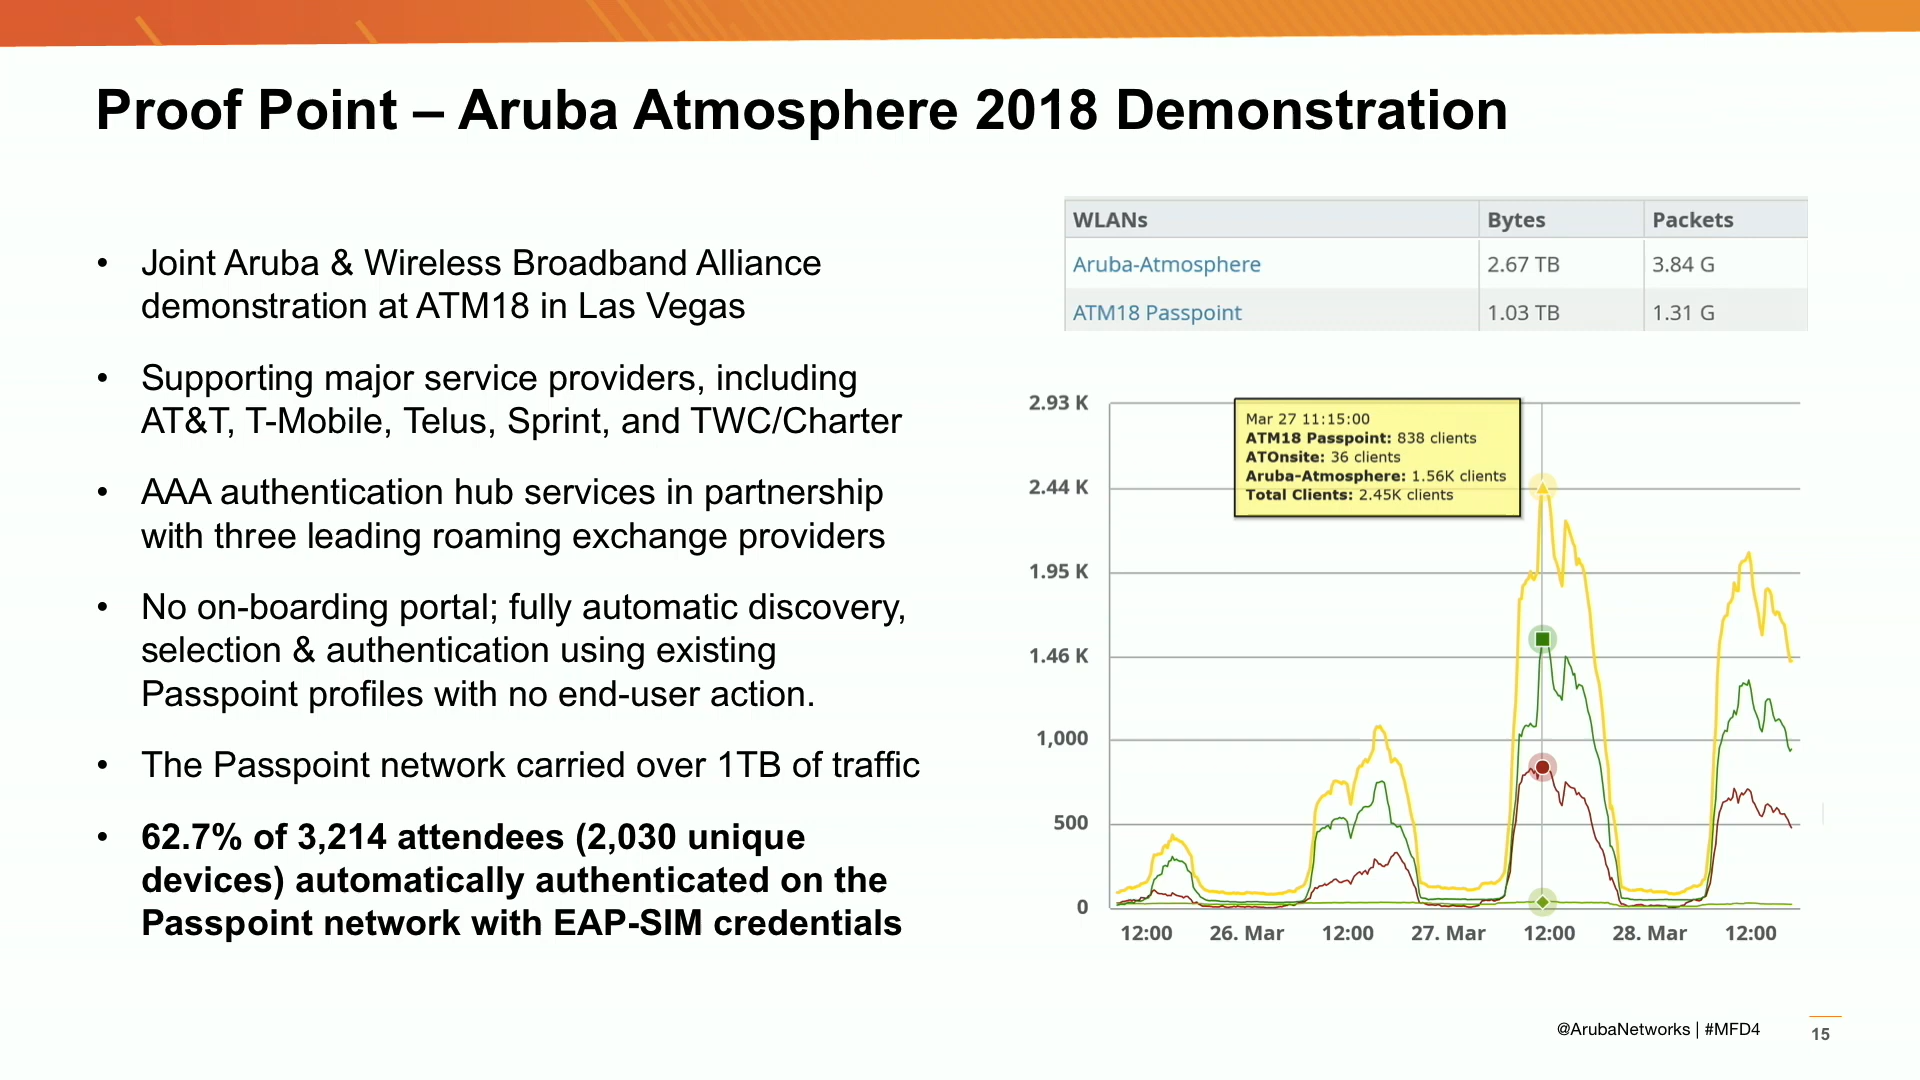 Proof Point – Aruba Atmosphere 2018 Demonstration
• Joint Aruba & Wireless Broadband Alliance
demonstration at ATM18 in Las Vegas
• Supporting major service providers, including
AT&T, T-Mobile, Telus, Sprint, and TWC/Charter
• AAA authentication hub services in partnership
with three leading roaming exchange providers
• No on-boarding portal; fully automatic discovery,
selection & authentication using existing
Passpoint profiles with no end-user action.
• The Passpoint network carried over 1TB of traffic
• 62.7% of 3,214 attendees (2,030 unique
devices) automatically authenticated on the
Passpoint network with EAP-SIM credentials
WLANs Bytes Packets
Aruba-Atmosphere 2.67 TB 3.84 G
ATM18 Passpoint 1.03 TB 1.31 G
2.93 K
2.44 K
1.95 K
1.46 K
1,000
500
0
Mar 27 11:15:00
ATM18 Passpoint: 838 clients
ATOnsite: 36 clients
Aruba-Atmosphere: 1.56K clients
Total Clients: 2.45K clients
12:00 26. Mar 12:00 27. Mar 12:00 28. Mar 12:00
@ArubaNetworks | #MFD4
15